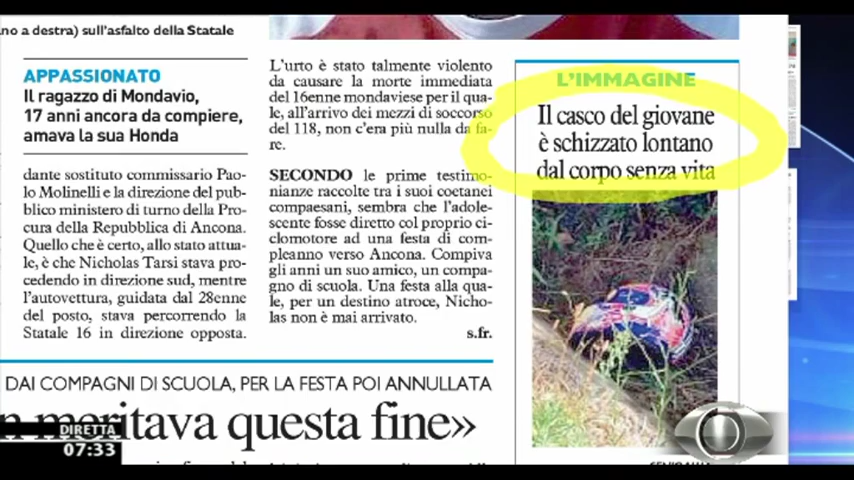 no a destra) sull'asfalto della Statale
APPASSIONATO
Il ragazzo di Mondavio,
17 anni ancora da compiere,
amava la sua Honda
dante sostituto commissario Pao-
lo Molinelli e la direzione del pub-
blico ministero di turno della Pro-
cura della Repubblica di Ancona.
Quello che è certo, allo stato attua-
le, è che Nicholas Tarsi stava pro-
cedendo in direzione sud, mentre
l'autovettura, guidata dal 28enne
del posto, stava percorrendo la
Statale 16 in direzione opposta.
L'urto è stato talmente violento
da causare la morte immediata
del 16enne mondaviese per il qua-
le, all'arrivo dei mezzi di soccorso
del 118, non c'era più nulla da fa-
re.
SECONDO le prime testimo-
nianze raccolte tra i suoi coetanei
compaesani, sembra che l'adole-
scente fosse diretto col proprio ci-
clomotore ad una festa di com-
pleanno verso Ancona. Compiva
gli anni un suo amico, un compa-
gno di scuola. Una festa alla qua-
le, per un destino atroce, Nicho-
las non è mai arrivato.
s.fr.
L'IMMAGINE
Il casco del giovane
è schizzato lontano
dal corpo senza vita
DAI COMPAGNI DI SCUOLA, PER LA FESTA POI ANNULLATA
n meritava questa fine»
DIRETTA
07:33